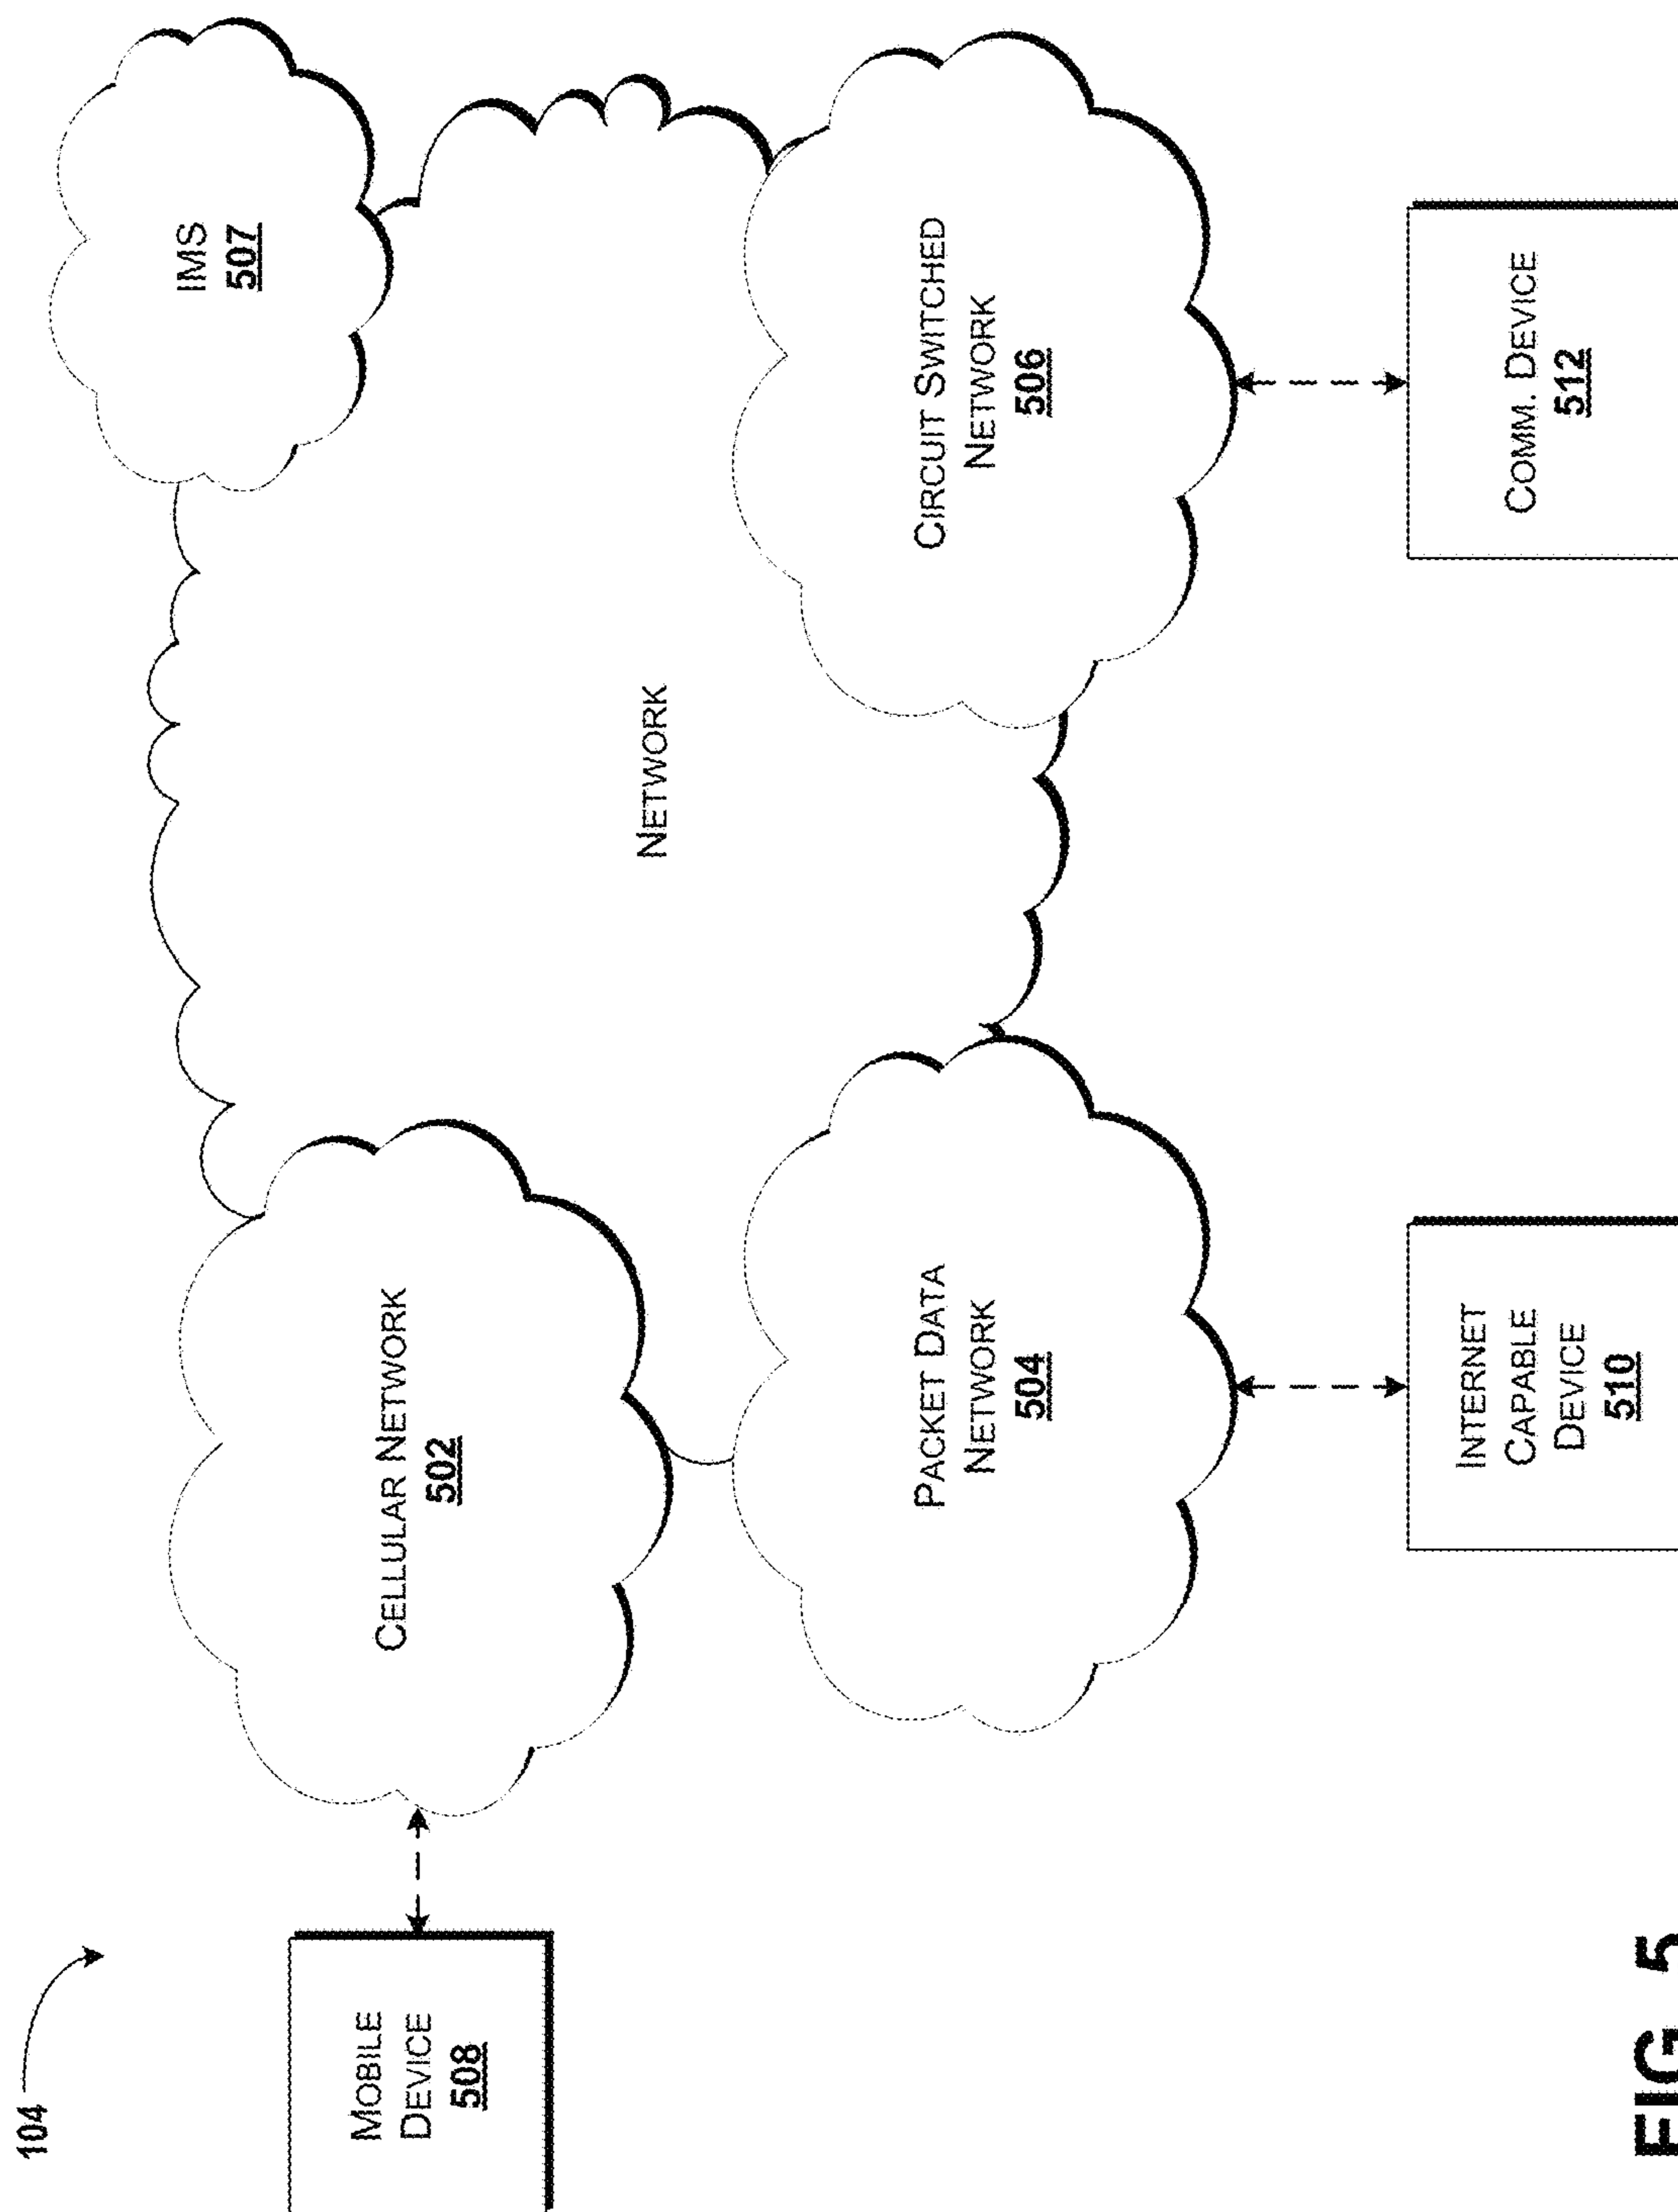 104
MOBILE
DEVICE
508
CELLULAR NETWORK
502
IMS
507
NETWORK
PACKET DATA
NETWORK
504
CIRCUIT SWITCHED
NETWORK
506
INTERNET
CAPABLE
DEVICE
510
COMM. DEVICE
512
FIG. 5